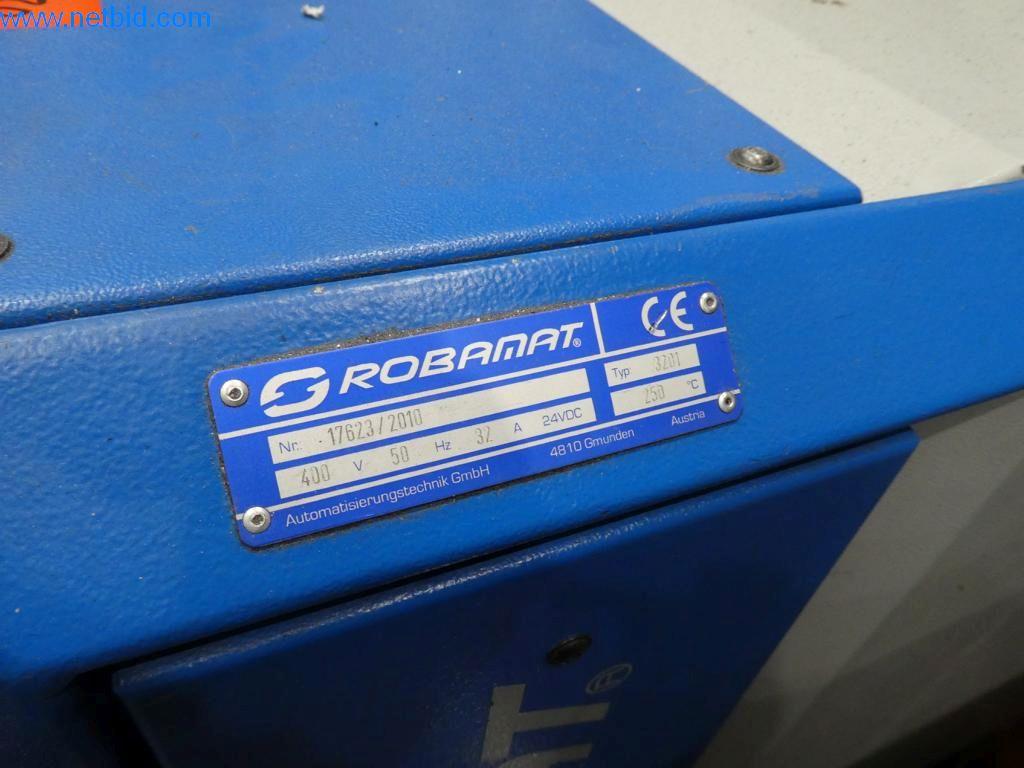 www.netbid.com
ROBAMAT® CE
Nr. 17623/2010 Typ 3201
400 V 50 Hz 32 A 24VDC 250 °C
Automatisierungstechnik GmbH 4810 Gmunden Austria